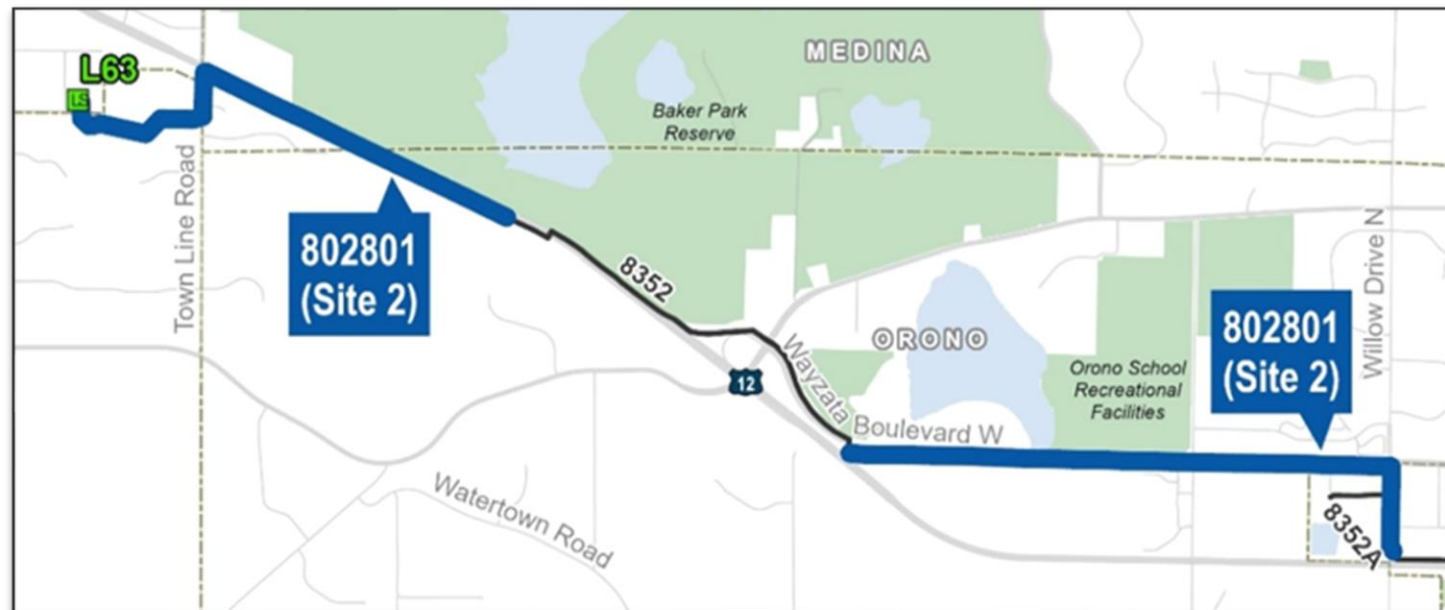 MEDINA
L63
LS
Baker Park
Reserve
Town Line Road
802801
(Site 2)
8352
Willow Drive N
ORONO
802801
(Site 2)
12
Wayzata Boulevard W
Orono School
Recreational
Facilities
Watertown Road
8352A